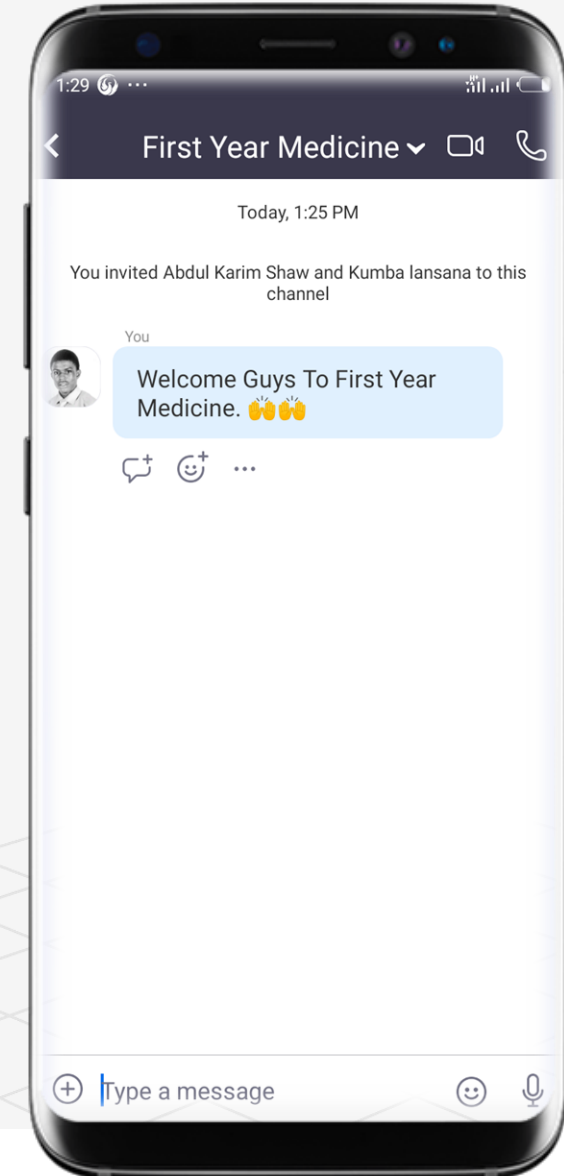 1:29 ...
First Year Medicine
Today, 1:25 PM
You invited Abdul Karim Shaw and Kumba lansana to this
channel
You
Welcome Guys To First Year
Medicine. 🙌🙌
Type a message